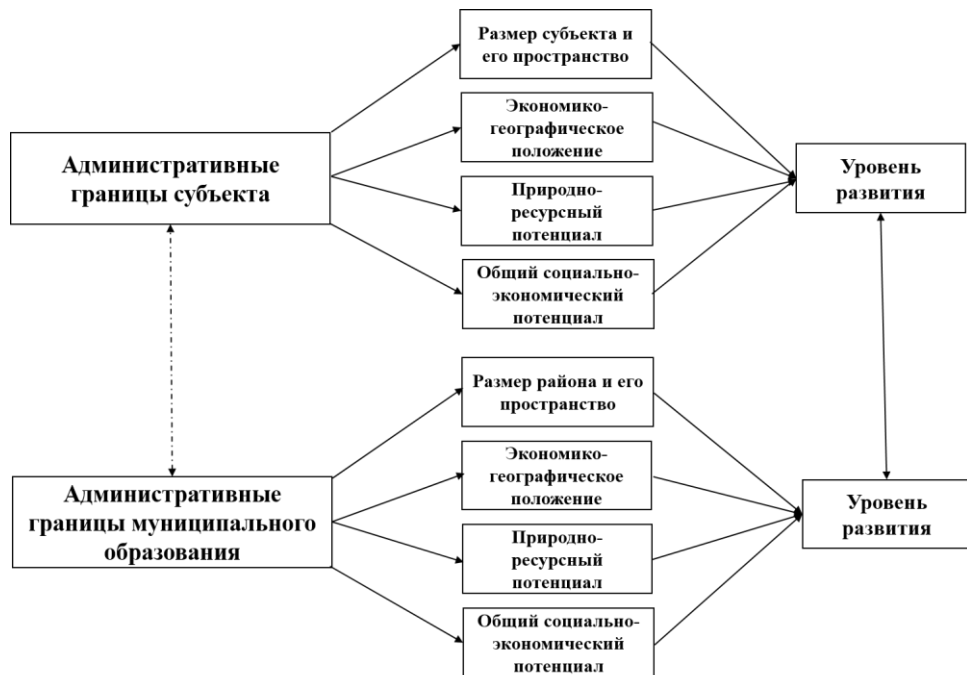 Размер субъекта и
его пространство
Экономико-
географическое
положение
Административные
границы субъекта
Уровень
развития
Природно-
ресурсный
потенциал
Общий социально-
экономический
потенциал
Размер района и его
пространство
Экономико-
географическое
положение
Административные
границы муниципального
образования
Уровень
развития
Природно-
ресурсный
потенциал
Общий социально-
экономический
потенциал